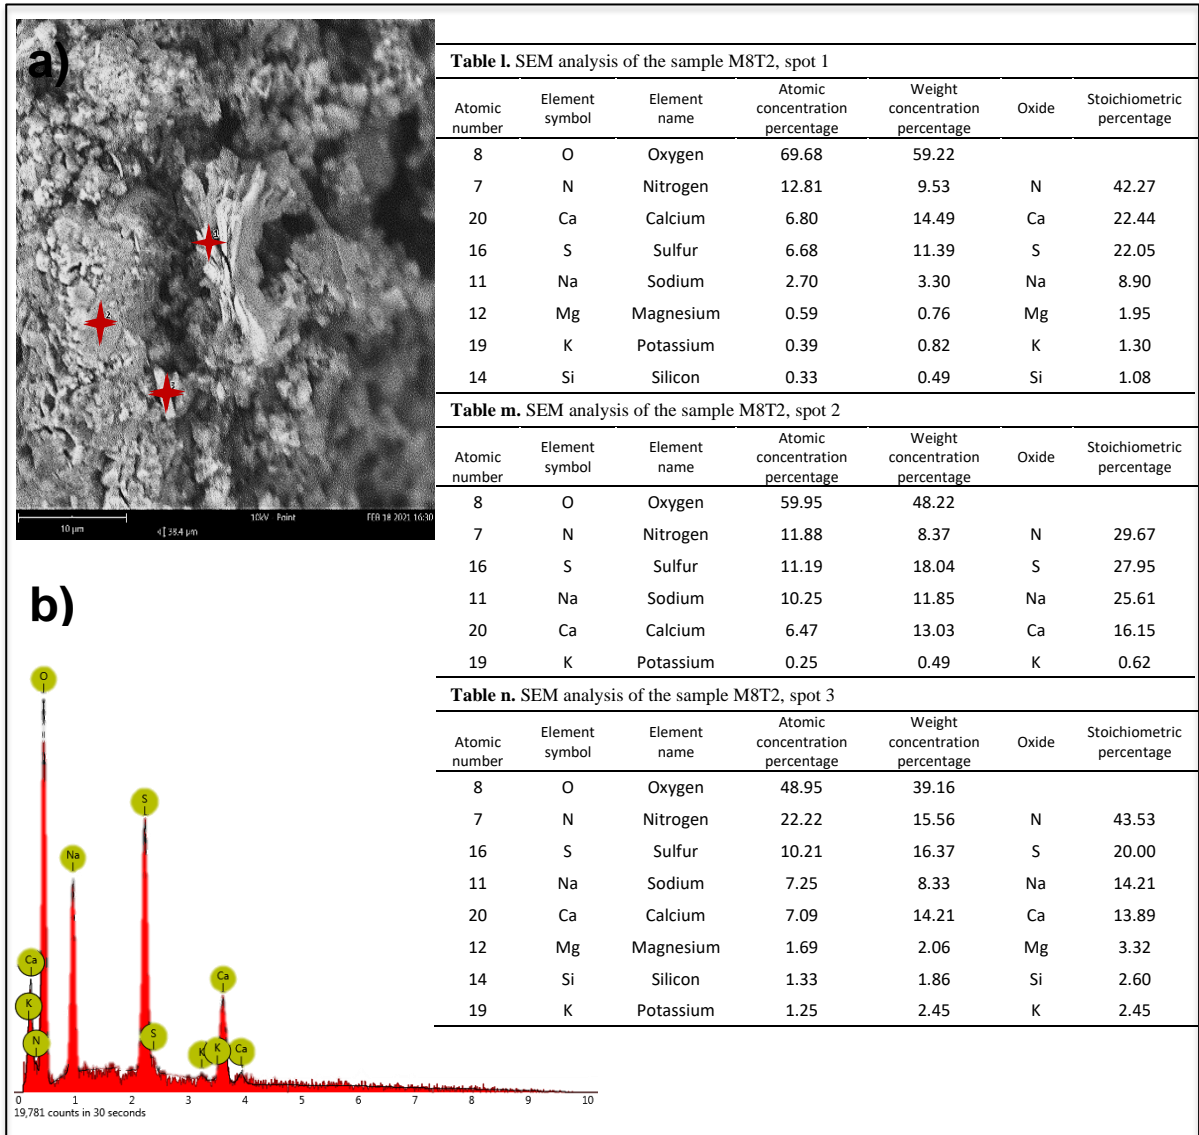 a)
1
2
3
10 µm
38.4 µm
10kV Point
FEB 18 2021 16:30
Table l. SEM analysis of the sample M8T2, spot 1
Atomic number Element symbol Element name Atomic concentration percentage Weight concentration percentage Oxide Stoichiometric percentage
8 O Oxygen 69.68 59.22
7 N Nitrogen 12.81 9.53 N 42.27
20 Ca Calcium 6.80 14.49 Ca 22.44
16 S Sulfur 6.68 11.39 S 22.05
11 Na Sodium 2.70 3.30 Na 8.90
12 Mg Magnesium 0.59 0.76 Mg 1.95
19 K Potassium 0.39 0.82 K 1.30
14 Si Silicon 0.33 0.49 Si 1.08
Table m. SEM analysis of the sample M8T2, spot 2
Atomic number Element symbol Element name Atomic concentration percentage Weight concentration percentage Oxide Stoichiometric percentage
8 O Oxygen 59.95 48.22
7 N Nitrogen 11.88 8.37 N 29.67
16 S Sulfur 11.19 18.04 S 27.95
11 Na Sodium 10.25 11.85 Na 25.61
20 Ca Calcium 6.47 13.03 Ca 16.15
19 K Potassium 0.25 0.49 K 0.62
Table n. SEM analysis of the sample M8T2, spot 3
Atomic number Element symbol Element name Atomic concentration percentage Weight concentration percentage Oxide Stoichiometric percentage
8 O Oxygen 48.95 39.16
7 N Nitrogen 22.22 15.56 N 43.53
16 S Sulfur 10.21 16.37 S 20.00
11 Na Sodium 7.25 8.33 Na 14.21
20 Ca Calcium 7.09 14.21 Ca 13.89
12 Mg Magnesium 1.69 2.06 Mg 3.32
14 Si Silicon 1.33 1.86 Si 2.60
19 K Potassium 1.25 2.45 K 2.45
b)
O
S
Na
Ca
Ca
K
S
N
K
K
Ca
0 1 2 3 4 5 6 7 8 9 10
19,781 counts in 30 seconds